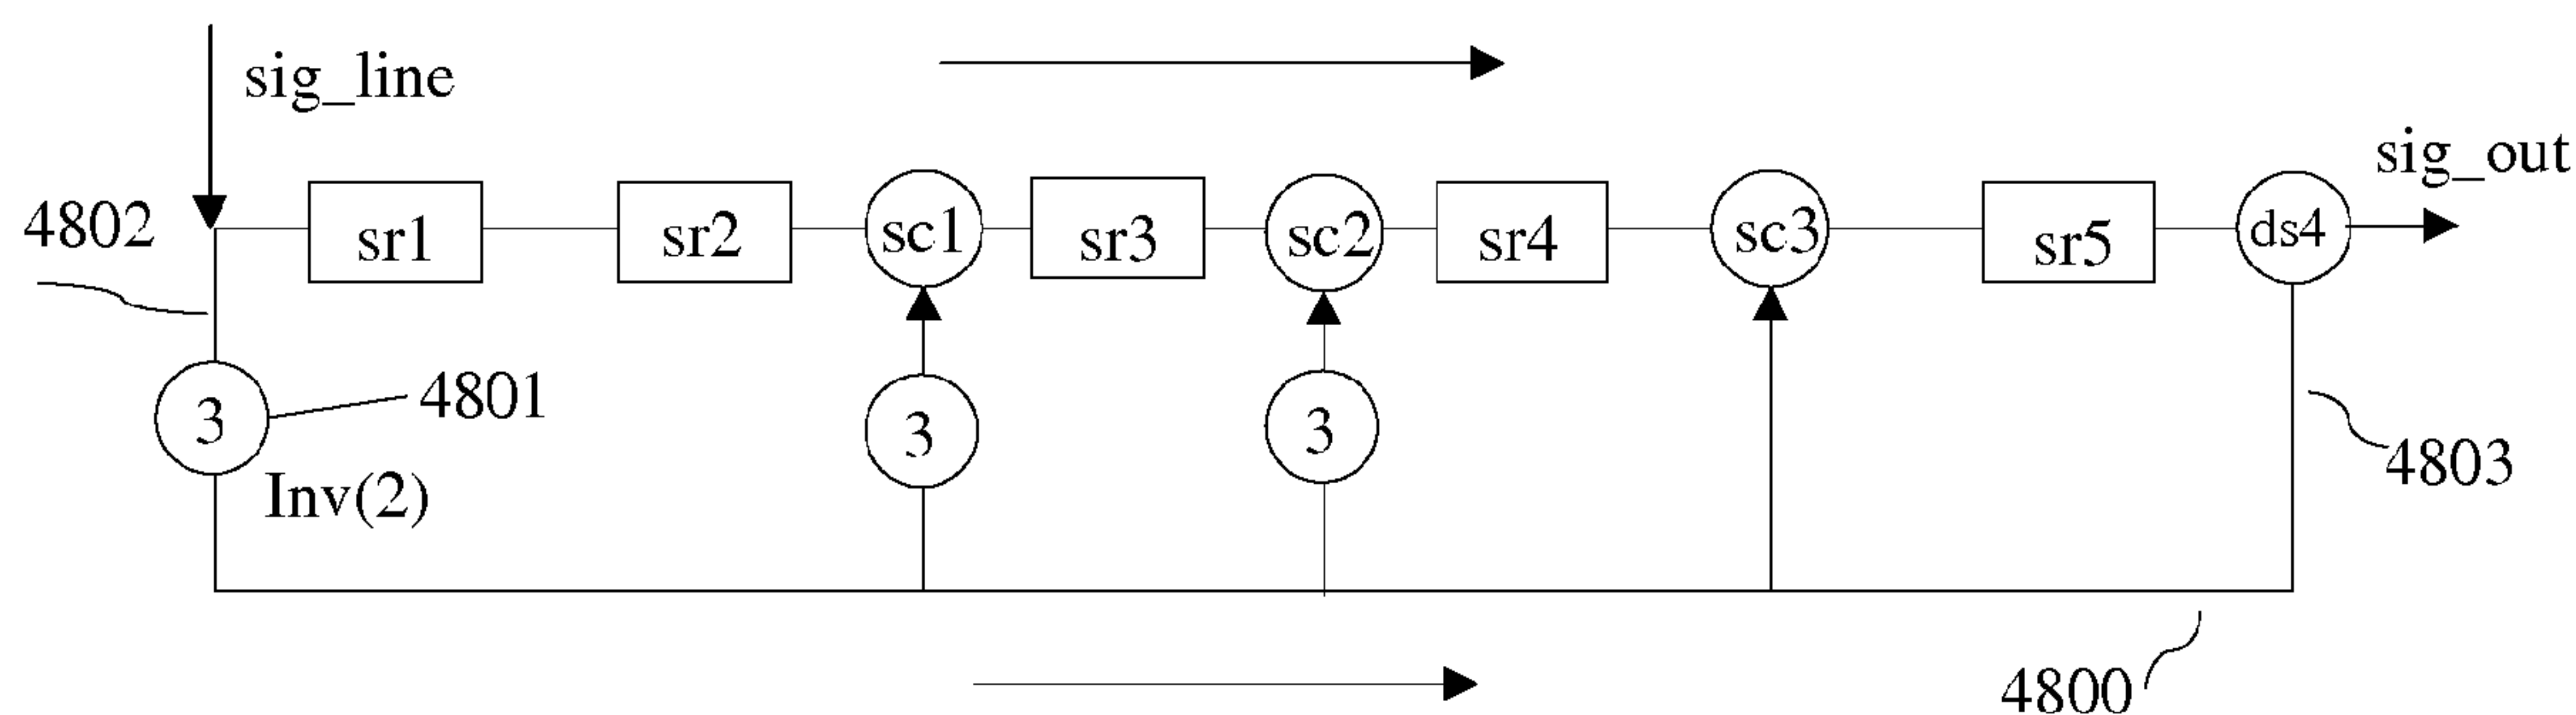 sig_line
sig_out
4802
sr1
sr2
sc1
sr3
sc2
sr4
sc3
sr5
ds4
3
4801
3
3
4803
Inv(2)
4800